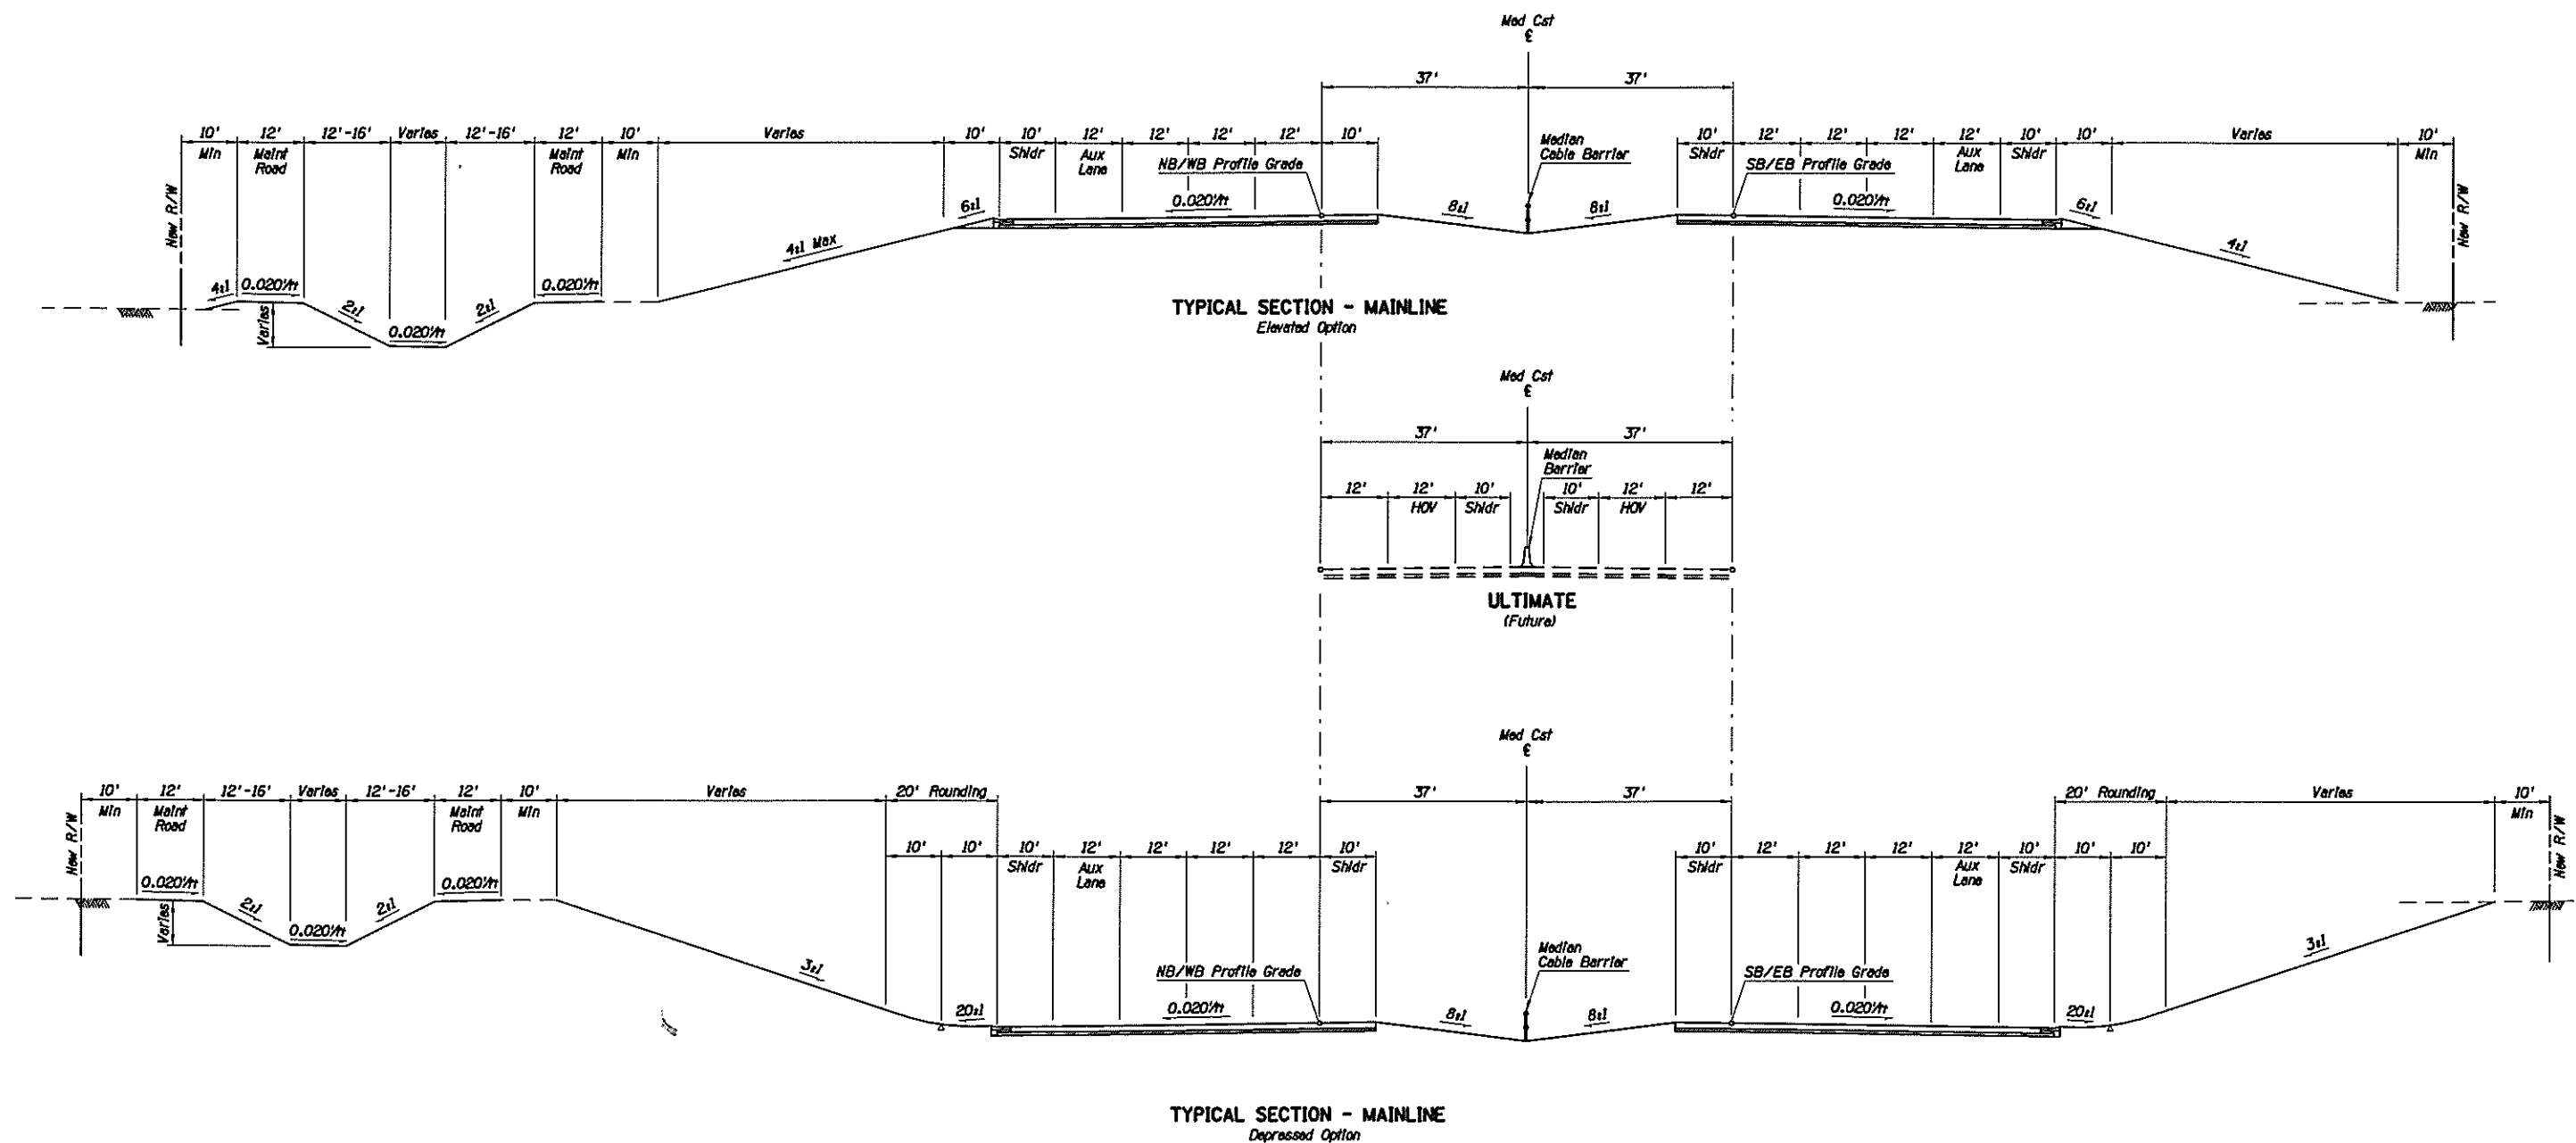 Med Cst
℄
37' 37'
10' 12' 12'-16' Varies 12'-16' 12' 10' Varies 10' 10' 12' 12' 12' 12' 10' 10' 12' 12' 12' 12' 10' 10' Varies 10'
Min Maint Road Maint Road Min Shldr Aux Lane Shldr Aux Lane Shldr Min
Median
Cable Barrier
NB/WB Profile Grade SB/EB Profile Grade
New R/W New R/W
0.020'/ft 0.020'/ft
6:1 8:1 8:1 6:1
4:1 Max 4:1
4:1 0.020'/ft 0.020'/ft
2:1 2:1
Varies 0.020'/ft
TYPICAL SECTION - MAINLINE
Elevated Option
Med Cst
℄
37' 37'
Median
Barrier
12' 12' 10' 10' 12' 12'
HOV Shldr Shldr HOV
ULTIMATE
(Future)
Med Cst
℄
10' 12' 12'-16' Varies 12'-16' 12' 10' Varies 20' Rounding 37' 37' 20' Rounding Varies 10'
Min Maint Road Maint Road Min Min
New R/W New R/W
10' 10' 10' 12' 12' 12' 12' 10' 10' 12' 12' 12' 12' 10' 10' 10'
Shldr Aux Lane Shldr Shldr Aux Lane Shldr
0.020'/ft 0.020'/ft
2:1 2:1
Varies 0.020'/ft
Median
Cable Barrier
3:1 3:1
NB/WB Profile Grade SB/EB Profile Grade
20:1 0.020'/ft 8:1 8:1 0.020'/ft 20:1
TYPICAL SECTION - MAINLINE
Depressed Option